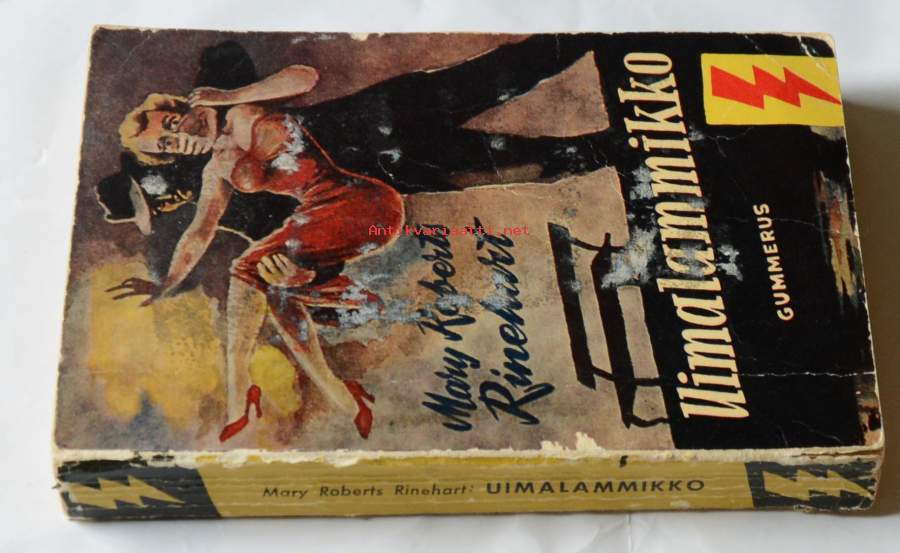 Mary Roberts
Rinehart
Uimalammikko
GUMMERUS
Mary Roberts Rinehart: UIMALAMMIKKO
Antikvariaatti.net